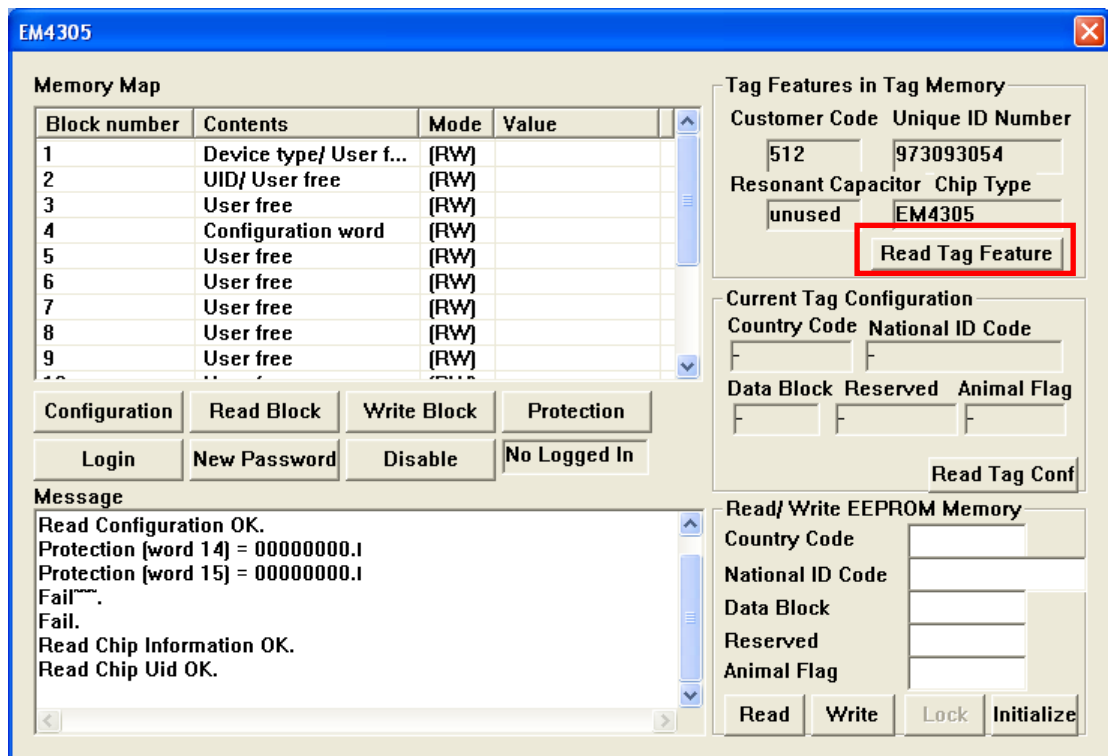 EM4305
Memory Map
Block number Contents Mode Value
1 Device type/ User f... (RW)
2 UID/ User free (RW)
3 User free (RW)
4 Configuration word (RW)
5 User free (RW)
6 User free (RW)
7 User free (RW)
8 User free (RW)
9 User free (RW)
Configuration Read Block Write Block Protection
Login New Password Disable No Logged In
Message
Read Configuration OK.
Protection (word 14) = 00000000.l
Protection (word 15) = 00000000.l
Fail~~~.
Fail.
Read Chip Information OK.
Read Chip Uid OK.
Tag Features in Tag Memory
Customer Code Unique ID Number
512 973093054
Resonant Capacitor Chip Type
unused EM4305
Read Tag Feature
Current Tag Configuration
Country Code National ID Code
- -
Data Block Reserved Animal Flag
- - -
Read Tag Conf
Read/ Write EEPROM Memory
Country Code
National ID Code
Data Block
Reserved
Animal Flag
Read Write Lock Initialize